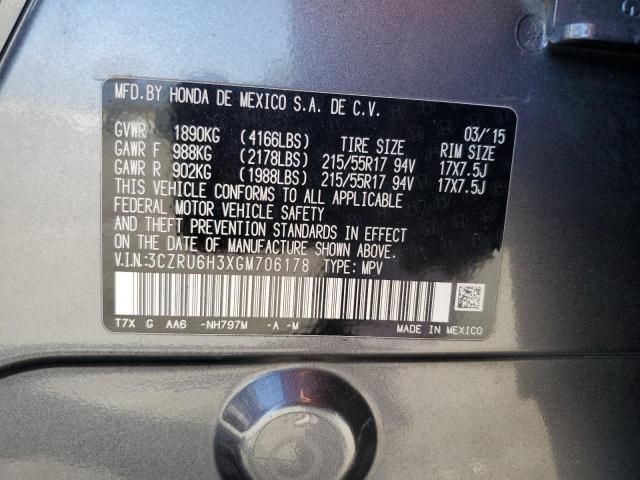 MFD.BY HONDA DE MEXICO S.A. DE C.V.
03/'15
GVWR 1890KG (4166LBS) TIRE SIZE RIM SIZE
GAWR F 988KG (2178LBS) 215/55R17 94V 17X7.5J
GAWR R 902KG (1988LBS) 215/55R17 94V 17X7.5J
THIS VEHICLE CONFORMS TO ALL APPLICABLE
FEDERAL MOTOR VEHICLE SAFETY
AND THEFT PREVENTION STANDARDS IN EFFECT
ON THE DATE OF MANUFACTURE SHOWN ABOVE.
V.I.N:3CZRU6H3XGM706178 TYPE: MPV
T7X G AA6 -NH797M -A -M MADE IN MEXICO